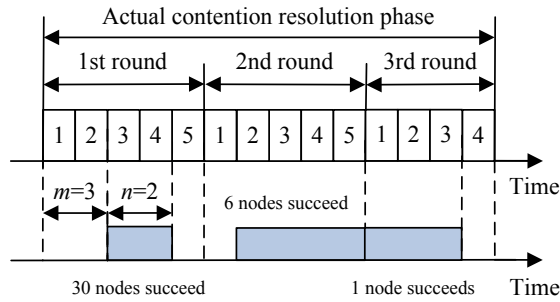 Actual contention resolution phase
1st round 2nd round 3rd round
1 2 3 4 5 1 2 3 4 5 1 2 3 4
Time
m=3 n=2 6 nodes succeed
Time
30 nodes succeed 1 node succeeds